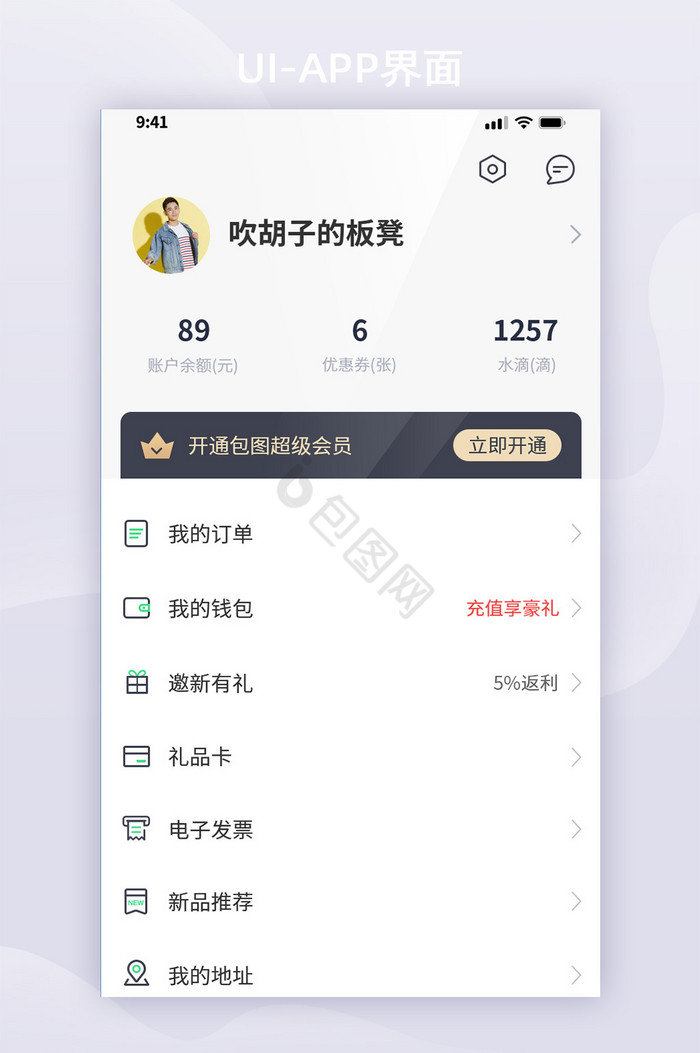 UI-APP界面
9:41
吹胡子的板凳
89 6 1257
账户余额(元) 优惠券(张) 水滴(滴)
开通包图超级会员 立即开通
包图网
我的订单
我的钱包 充值享豪礼
邀新有礼 5%返利
礼品卡
电子发票
NEW
新品推荐
我的地址